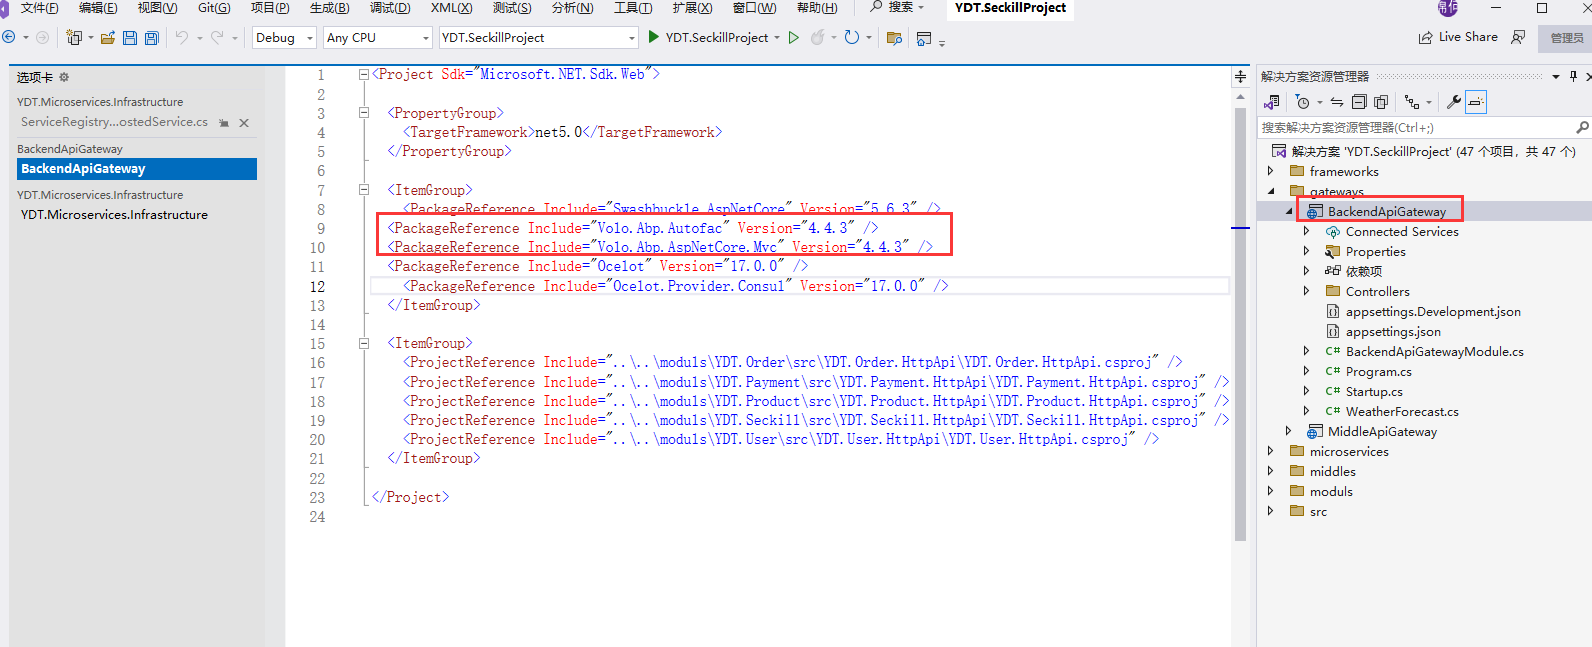 文件(F) 编辑(E) 视图(V) Git(G) 项目(P) 生成(B) 调试(D) XML(X) 测试(S) 分析(N) 工具(T) 扩展(X) 窗口(W) 帮助(H) 搜索 YDT.SeckillProject
Debug Any CPU YDT.SeckillProject YDT.SeckillProject Live Share 管理员
选项卡
YDT.Microservices.Infrastructure
ServiceRegistry...ostedService.cs
BackendApiGateway
BackendApiGateway
YDT.Microservices.Infrastructure
YDT.Microservices.Infrastructure
1 <Project Sdk="Microsoft.NET.Sdk.Web">
2
3 <PropertyGroup>
4 <TargetFramework>net5.0</TargetFramework>
5 </PropertyGroup>
6
7 <ItemGroup>
8 <PackageReference Include="Swashbuckle.AspNetCore" Version="5.6.3" />
9 <PackageReference Include="Volo.Abp.Autofac" Version="4.4.3" />
10 <PackageReference Include="Volo.Abp.AspNetCore.Mvc" Version="4.4.3" />
11 <PackageReference Include="Ocelot" Version="17.0.0" />
12 <PackageReference Include="Ocelot.Provider.Consul" Version="17.0.0" />
13 </ItemGroup>
14
15 <ItemGroup>
16 <ProjectReference Include="..\..\moduls\YDT.Order\src\YDT.Order.HttpApi\YDT.Order.HttpApi.csproj" />
17 <ProjectReference Include="..\..\moduls\YDT.Payment\src\YDT.Payment.HttpApi\YDT.Payment.HttpApi.csproj" />
18 <ProjectReference Include="..\..\moduls\YDT.Product\src\YDT.Product.HttpApi\YDT.Product.HttpApi.csproj" />
19 <ProjectReference Include="..\..\moduls\YDT.Seckill\src\YDT.Seckill.HttpApi\YDT.Seckill.HttpApi.csproj" />
20 <ProjectReference Include="..\..\moduls\YDT.User\src\YDT.User.HttpApi\YDT.User.HttpApi.csproj" />
21 </ItemGroup>
22
23 </Project>
24
解决方案资源管理器
搜索解决方案资源管理器(Ctrl+;)
解决方案 'YDT.SeckillProject' (47 个项目，共 47 个)
frameworks
gateways
BackendApiGateway
Connected Services
Properties
依赖项
Controllers
appsettings.Development.json
appsettings.json
C# BackendApiGatewayModule.cs
C# Program.cs
C# Startup.cs
C# WeatherForecast.cs
MiddleApiGateway
microservices
middles
moduls
src